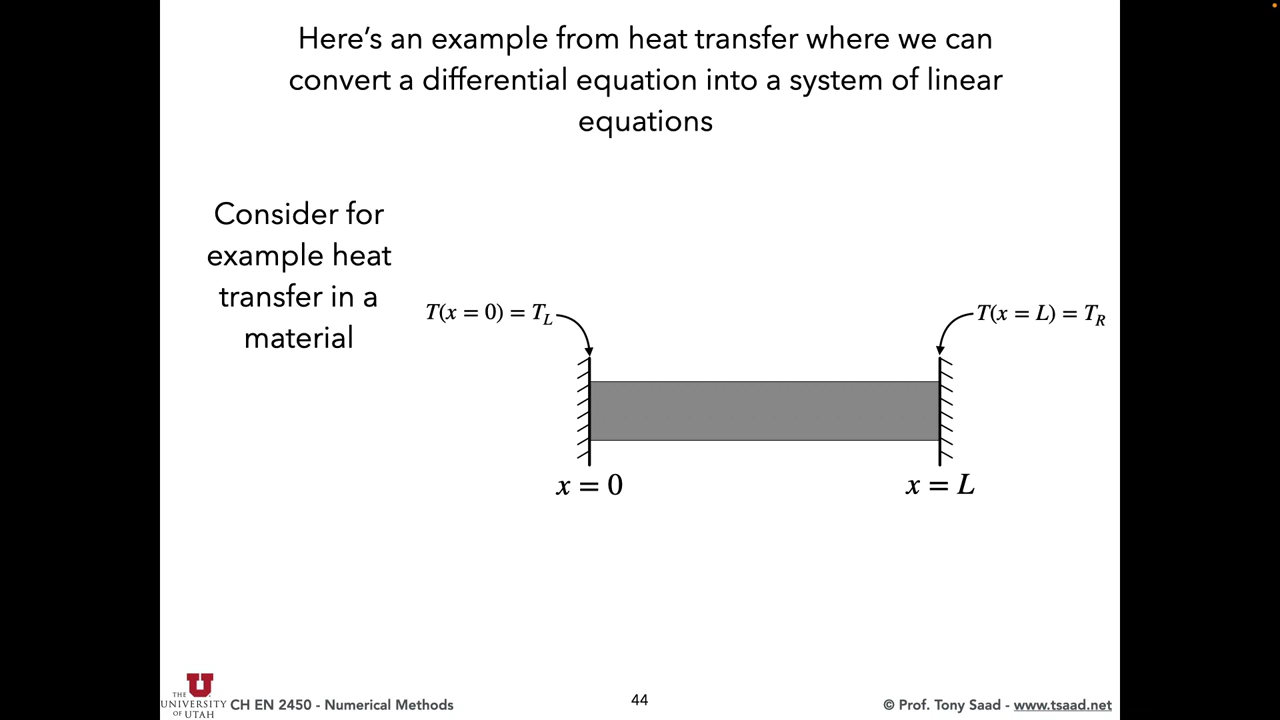 Here’s an example from heat transfer where we can
convert a differential equation into a system of linear
equations
Consider for
example heat
transfer in a
material
T(x = 0) = T_L
T(x = L) = T_R
x = 0
x = L
THE
U
UNIVERSITY
OF UTAH
CH EN 2450 - Numerical Methods
44
© Prof. Tony Saad - www.tsaad.net